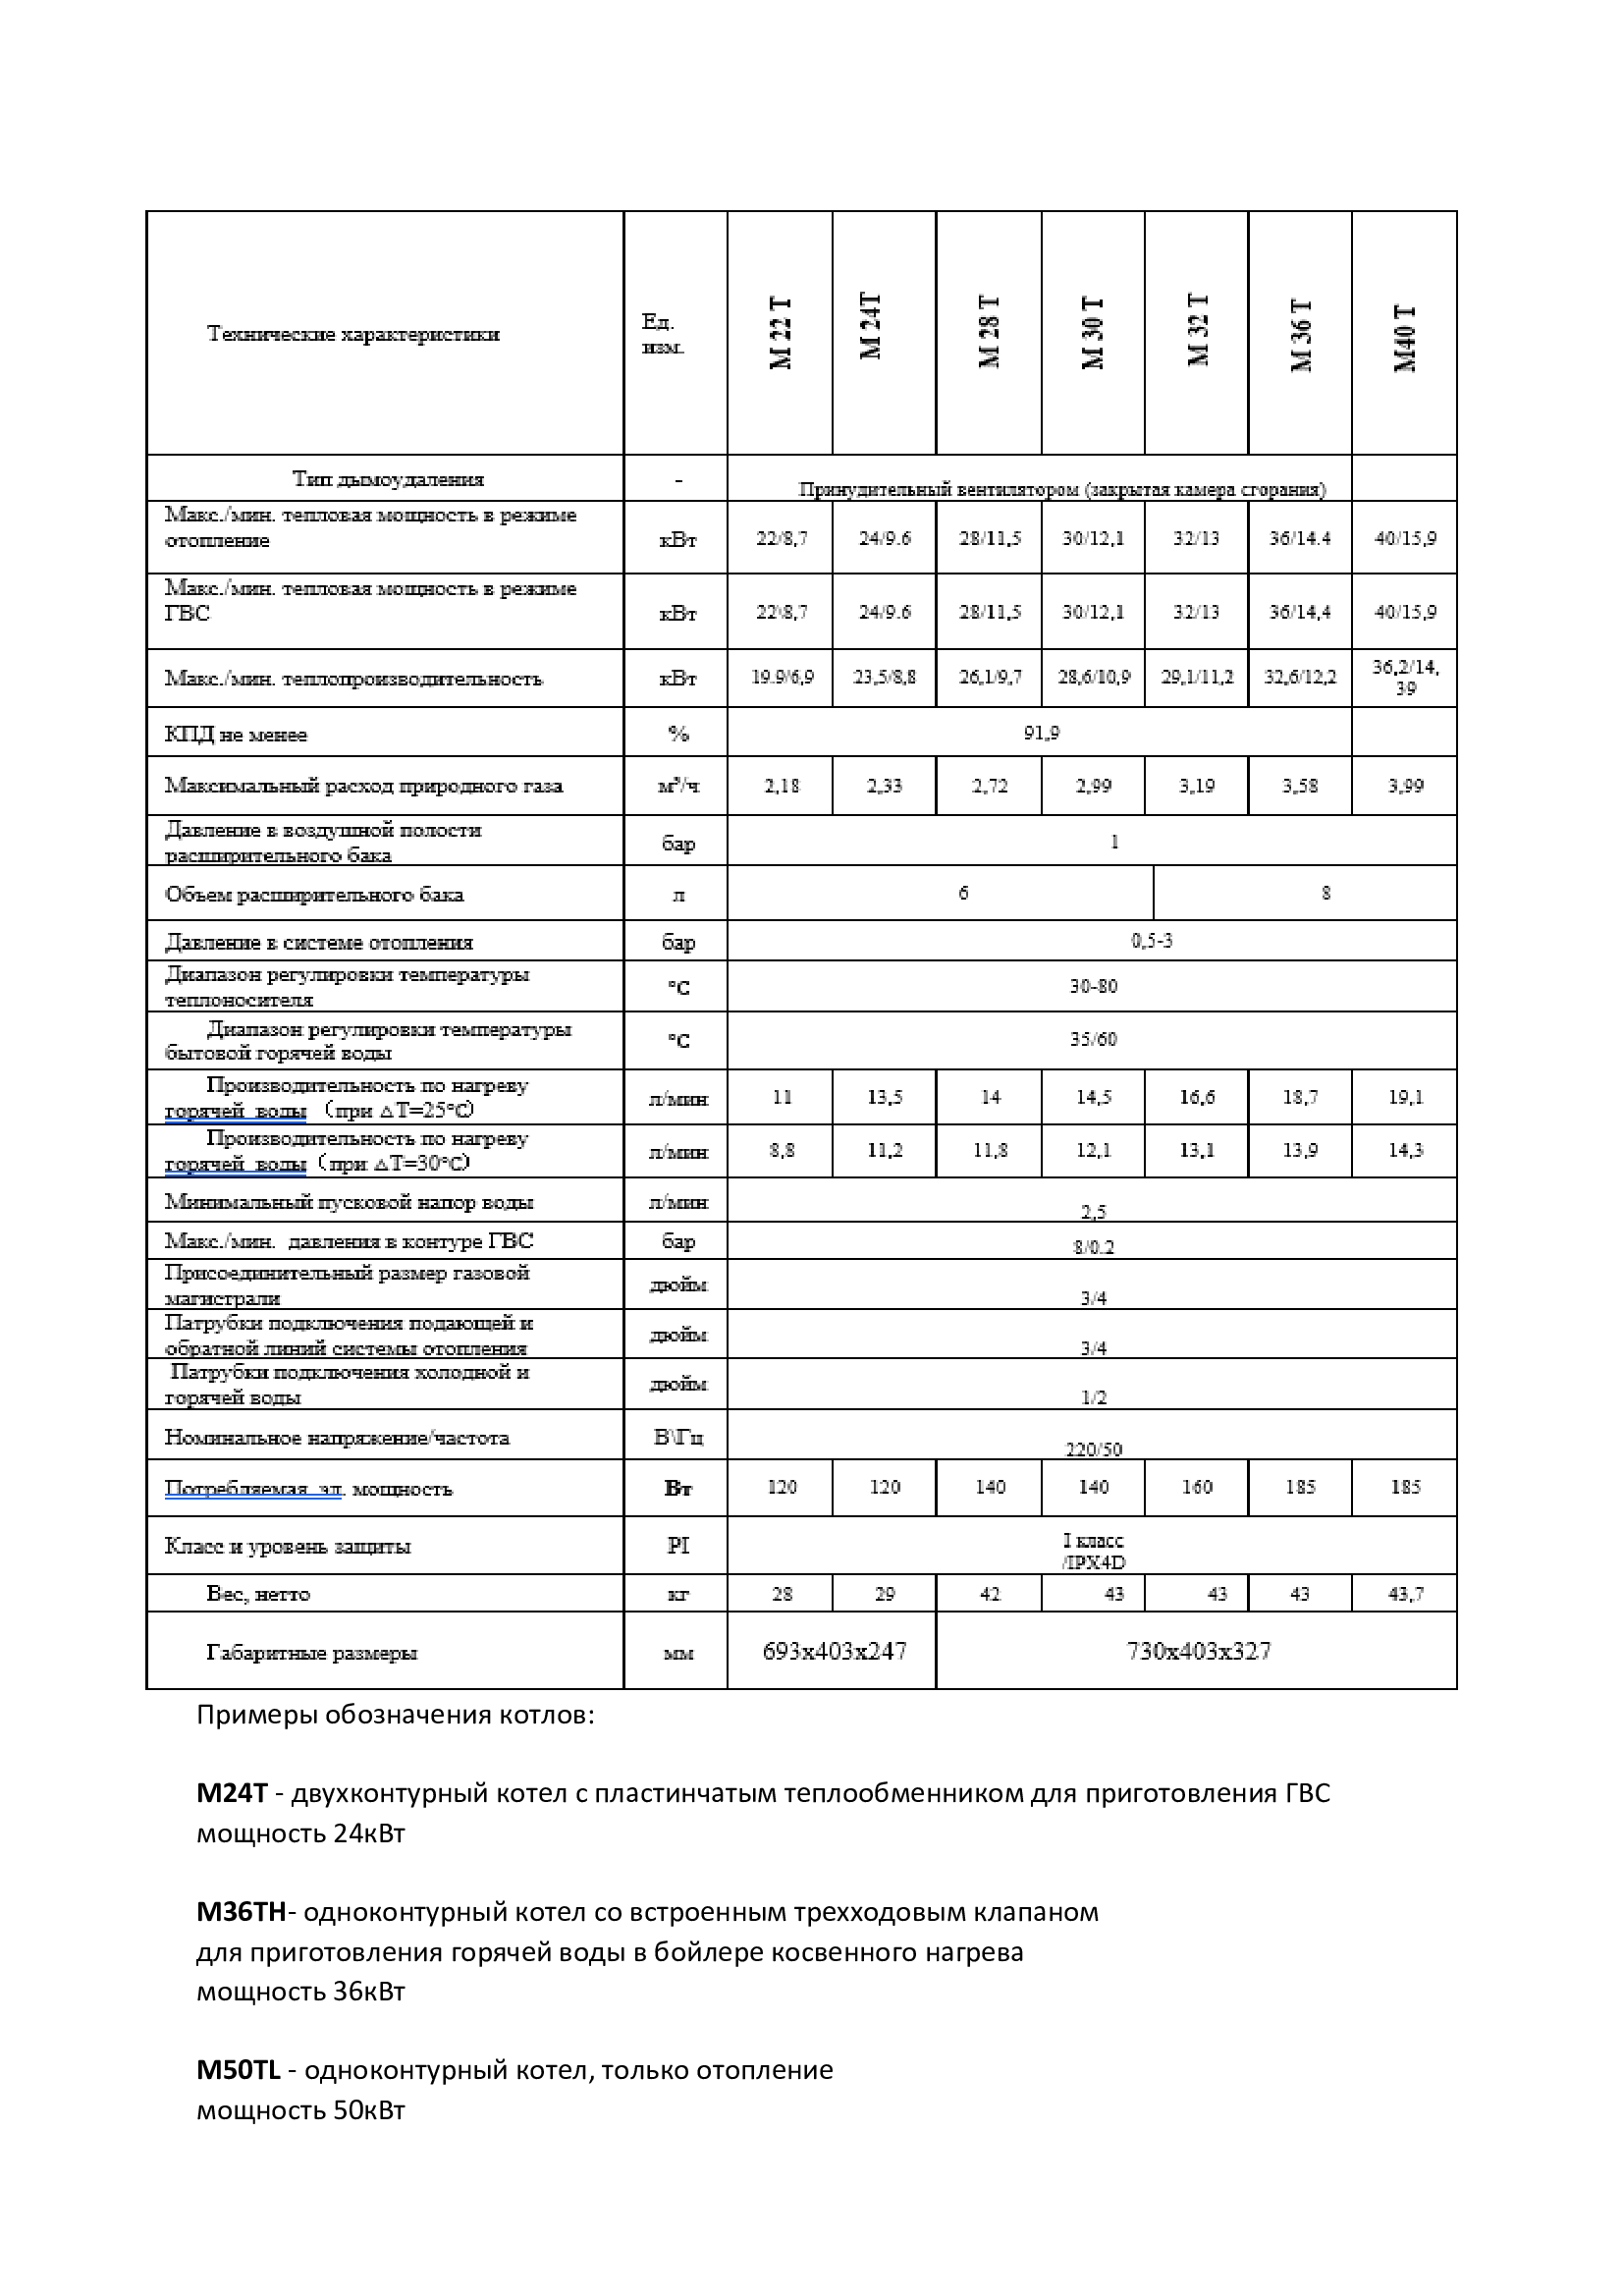 Технические характеристики Ед. изм. М 22 Т М 24Т М 28 Т М 30 Т М 32 Т М 36 Т М40 Т
Тип дымоудаления - Принудительный вентилятором (закрытая камера сгорания)
Макс./мин. тепловая мощность в режиме отопление кВт 22/8,7 24/9.6 28/11,5 30/12,1 32/13 36/14.4 40/15,9
Макс./мин. тепловая мощность в режиме ГВС кВт 22\8,7 24/9.6 28/11,5 30/12,1 32/13 36/14,4 40/15,9
Макс./мин. теплопроизводительность кВт 19.9/6,9 23,5/8,8 26,1/9,7 28,6/10,9 29,1/11,2 32,6/12,2 36,2/14,39
КПД не менее % 91,9
Максимальный расход природного газа м³/ч 2,18 2,33 2,72 2,99 3,19 3,58 3,99
Давление в воздушной полости расширительного бака бар 1
Объем расширительного бака л 6 8
Давление в системе отопления бар 0,5-3
Диапазон регулировки температуры теплоносителя °С 30-80
Диапазон регулировки температуры бытовой горячей воды °С 35/60
Производительность по нагреву горячей воды （при △T=25℃） л/мин 11 13,5 14 14,5 16,6 18,7 19,1
Производительность по нагреву горячей воды（при △T=30℃） л/мин 8,8 11,2 11,8 12,1 13,1 13,9 14,3
Минимальный пусковой напор воды л/мин 2,5
Макс./мин. давления в контуре ГВС бар 8/0.2
Присоединительный размер газовой магистрали дюйм 3/4
Патрубки подключения подающей и обратной линий системы отопления дюйм 3/4
Патрубки подключения холодной и горячей воды дюйм 1/2
Номинальное напряжение/частота В\Гц 220/50
Потребляемая эл. мощность Вт 120 120 140 140 160 185 185
Класс и уровень защиты PI I класс /IPX4D
Вес, нетто кг 28 29 42 43 43 43 43,7
Габаритные размеры мм 693x403x247 730x403x327
Примеры обозначения котлов:
M24T - двухконтурный котел с пластинчатым теплообменником для приготовления ГВС
мощность 24кВт
M36TH- одноконтурный котел со встроенным трехходовым клапаном
для приготовления горячей воды в бойлере косвенного нагрева
мощность 36кВт
M50TL - одноконтурный котел, только отопление
мощность 50кВт